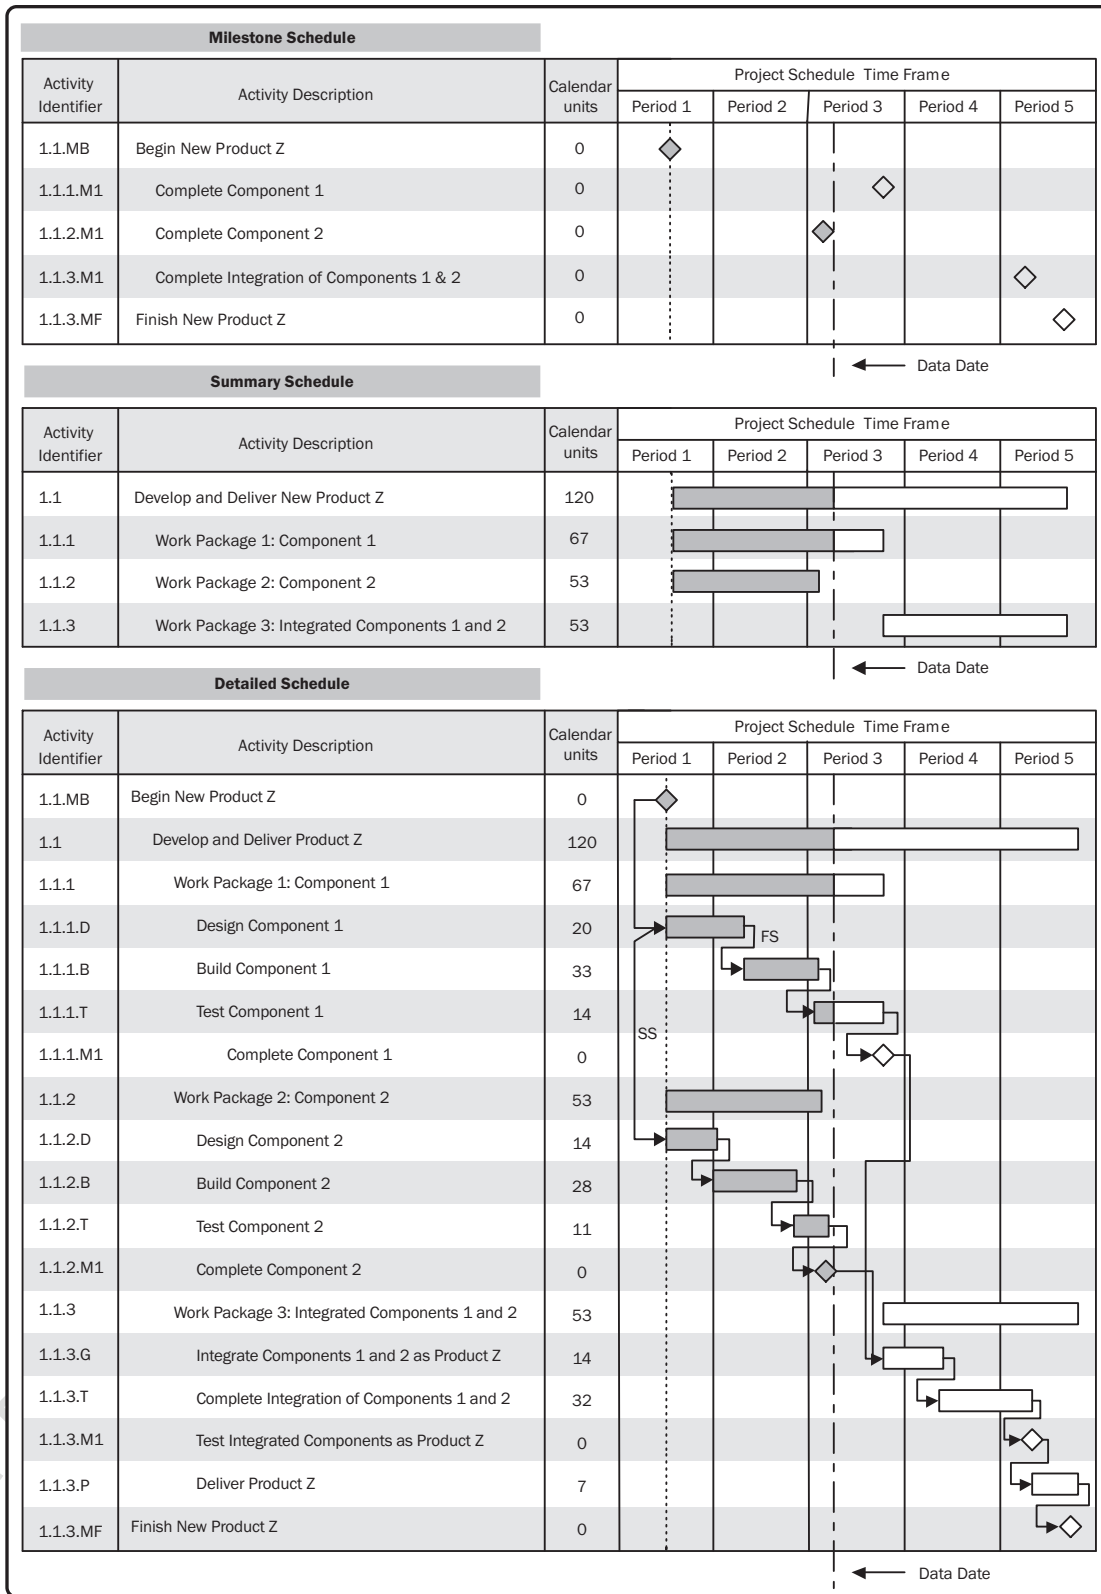 Milestone Schedule
Activity Identifier Activity Description Calendar units Project Schedule Time Frame
Period 1 Period 2 Period 3 Period 4 Period 5
1.1.MB Begin New Product Z 0
1.1.1.M1 Complete Component 1 0
1.1.2.M1 Complete Component 2 0
1.1.3.M1 Complete Integration of Components 1 & 2 0
1.1.3.MF Finish New Product Z 0
Data Date
Summary Schedule
Activity Identifier Activity Description Calendar units Project Schedule Time Frame
Period 1 Period 2 Period 3 Period 4 Period 5
1.1 Develop and Deliver New Product Z 120
1.1.1 Work Package 1: Component 1 67
1.1.2 Work Package 2: Component 2 53
1.1.3 Work Package 3: Integrated Components 1 and 2 53
Data Date
Detailed Schedule
Activity Identifier Activity Description Calendar units Project Schedule Time Frame
Period 1 Period 2 Period 3 Period 4 Period 5
1.1.MB Begin New Product Z 0
1.1 Develop and Deliver Product Z 120
1.1.1 Work Package 1: Component 1 67
1.1.1.D Design Component 1 20
FS
1.1.1.B Build Component 1 33
1.1.1.T Test Component 1 14
SS
1.1.1.M1 Complete Component 1 0
1.1.2 Work Package 2: Component 2 53
1.1.2.D Design Component 2 14
1.1.2.B Build Component 2 28
1.1.2.T Test Component 2 11
1.1.2.M1 Complete Component 2 0
1.1.3 Work Package 3: Integrated Components 1 and 2 53
1.1.3.G Integrate Components 1 and 2 as Product Z 14
1.1.3.T Complete Integration of Components 1 and 2 32
1.1.3.M1 Test Integrated Components as Product Z 0
1.1.3.P Deliver Product Z 7
1.1.3.MF Finish New Product Z 0
Data Date